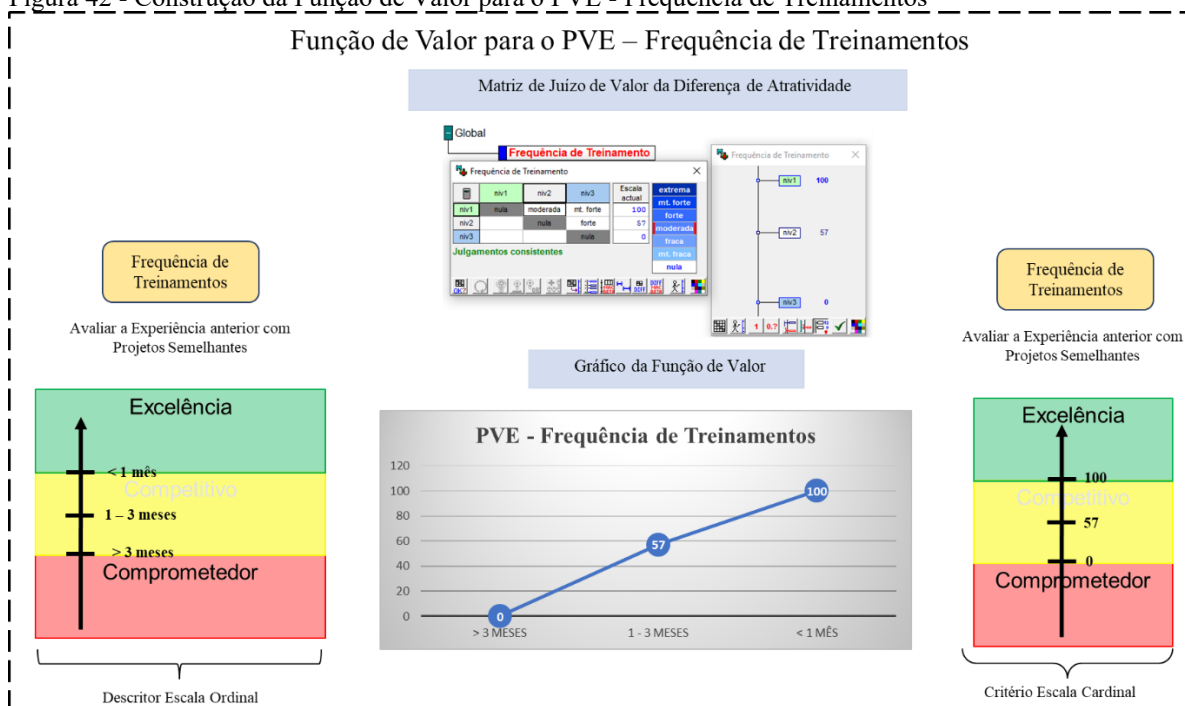 Figura 42 - Construção da Função de Valor para o PVE - Frequência de Treinamentos
Função de Valor para o PVE – Frequência de Treinamentos
Matriz de Juízo de Valor da Diferença de Atratividade
Global
Frequência de Treinamento
Frequência de Treinamento
niv1 niv2 niv3 Escala actual
niv1 nula moderada mt. forte 100
niv2 nula forte 57
niv3 nula 0
Julgamentos consistentes
extrema
mt. forte
forte
moderada
fraca
mt. fraca
nula
Frequência de Treinamento
niv1 100
niv2 57
niv3 0
Frequência de
Treinamentos
Avaliar a Experiência anterior com
Projetos Semelhantes
Excelência
< 1 mês
Competitivo
1 – 3 meses
> 3 meses
Comprometedor
Descritor Escala Ordinal
Gráfico da Função de Valor
PVE - Frequência de Treinamentos
120
100
80
60
40
20
0
0
57
100
> 3 MESES
1 - 3 MESES
< 1 MÊS
Frequência de
Treinamentos
Avaliar a Experiência anterior com
Projetos Semelhantes
Excelência
100
Competitivo
57
0
Comprometedor
Critério Escala Cardinal